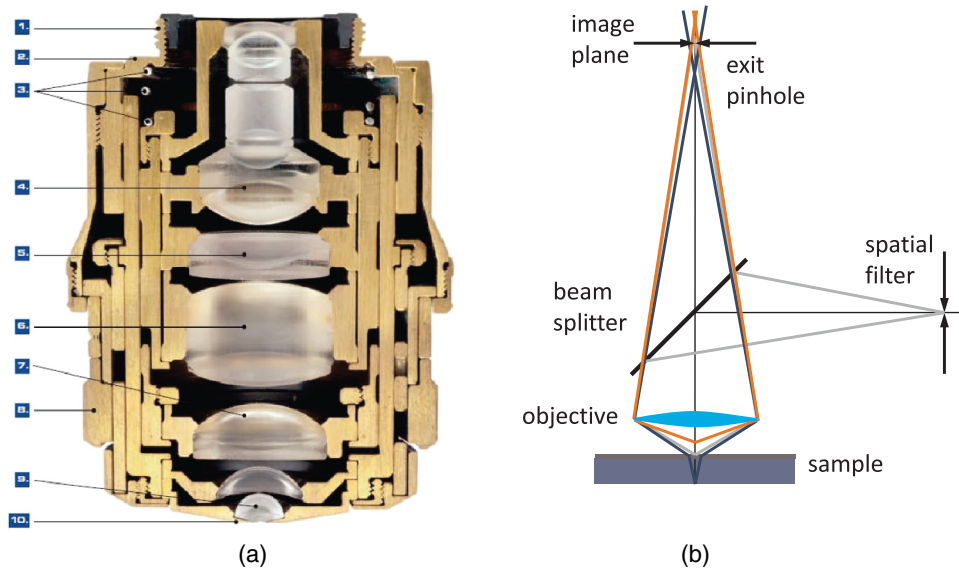 1.
2.
3.
4.
5.
6.
7.
8.
9.
10.
(a)
image
plane
exit
pinhole
beam
splitter
spatial
filter
objective
sample
(b)